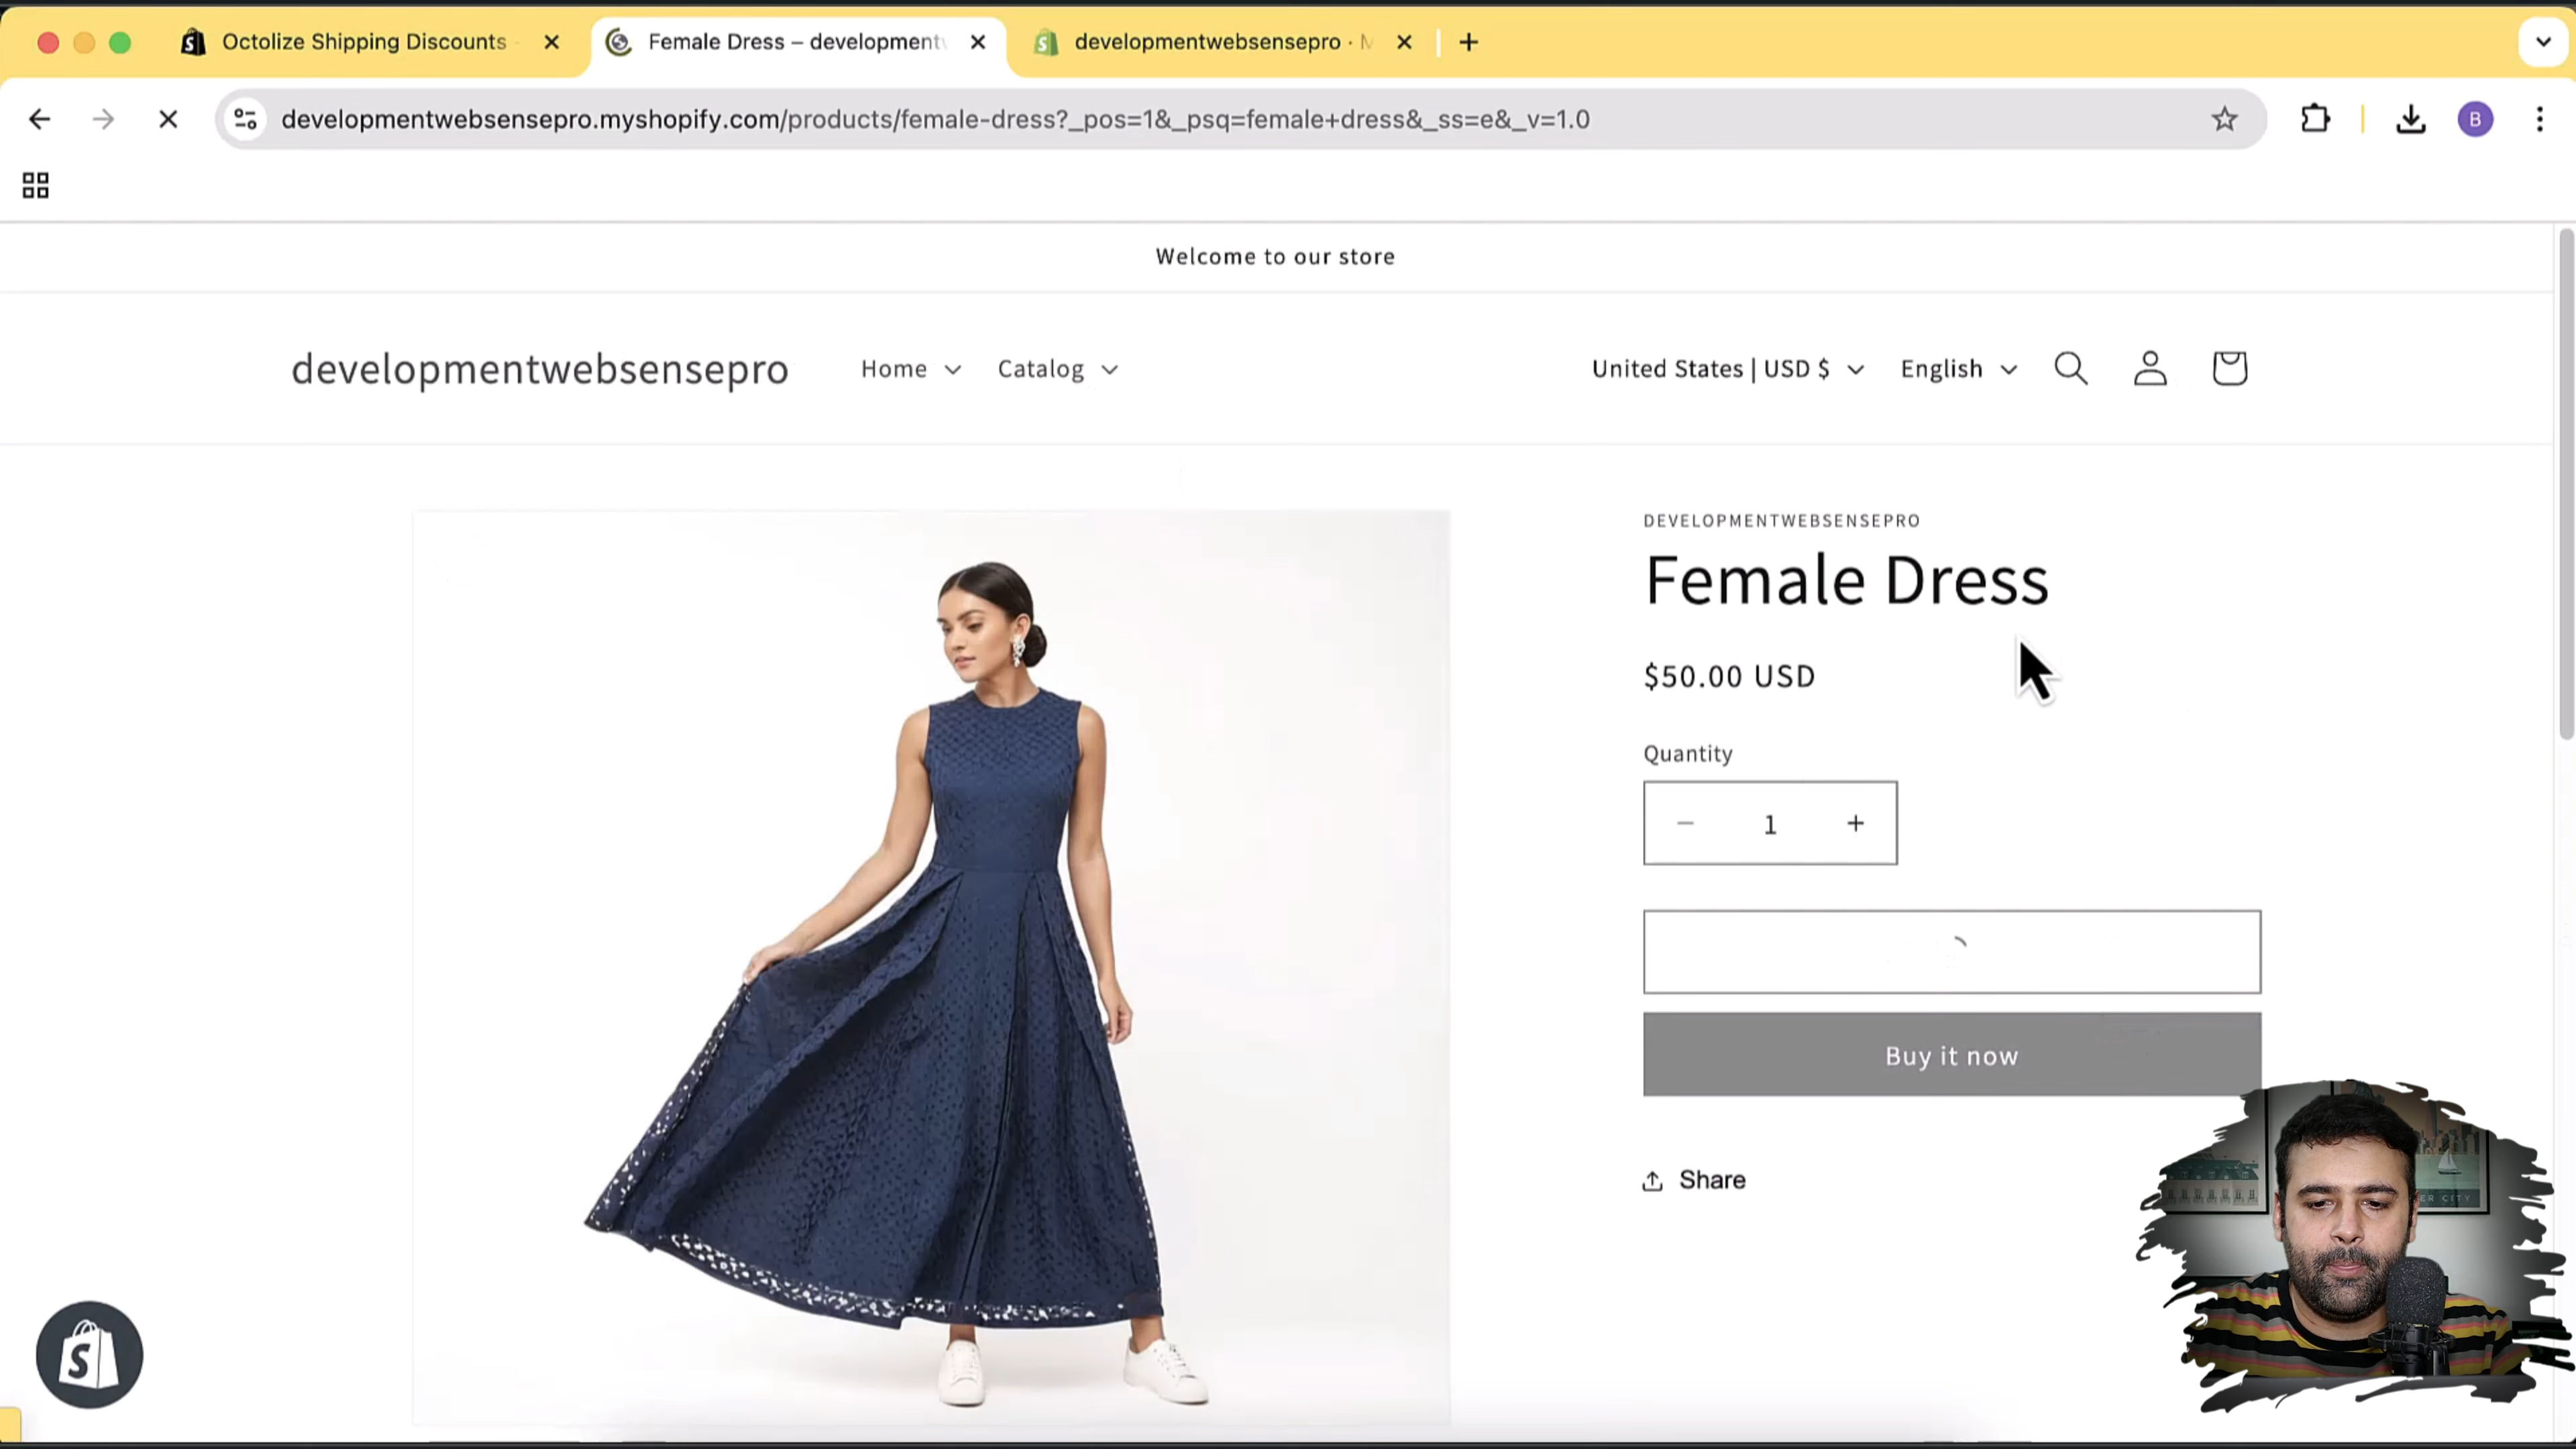 Octolize Shipping Discounts
Female Dress – development
developmentwebsensepro · M
developmentwebsensepro.myshopify.com/products/female-dress?_pos=1&_psq=female+dress&_ss=e&_v=1.0
B
Welcome to our store
developmentwebsensepro
Home
Catalog
United States | USD $
English
DEVELOPMENTWEBSENSEPRO
Female Dress
$50.00 USD
Quantity
1
Buy it now
Share
ER CITY